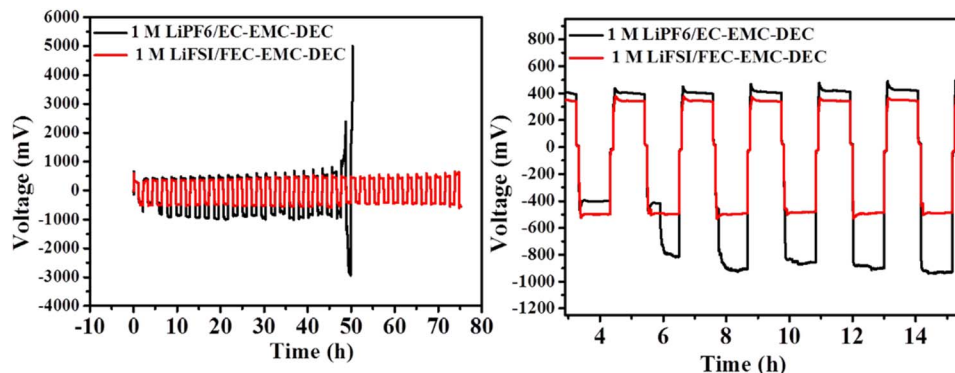 6000
5000
4000
3000
2000
1000
0
-1000
-2000
-3000
-4000
-10 0 10 20 30 40 50 60 70 80
Voltage (mV)
Time (h)
1 M LiPF6/EC-EMC-DEC
1 M LiFSI/FEC-EMC-DEC
800
600
400
200
0
-200
-400
-600
-800
-1000
-1200
4 6 8 10 12 14
Voltage (mV)
Time (h)
1 M LiPF6/EC-EMC-DEC
1 M LiFSI/FEC-EMC-DEC